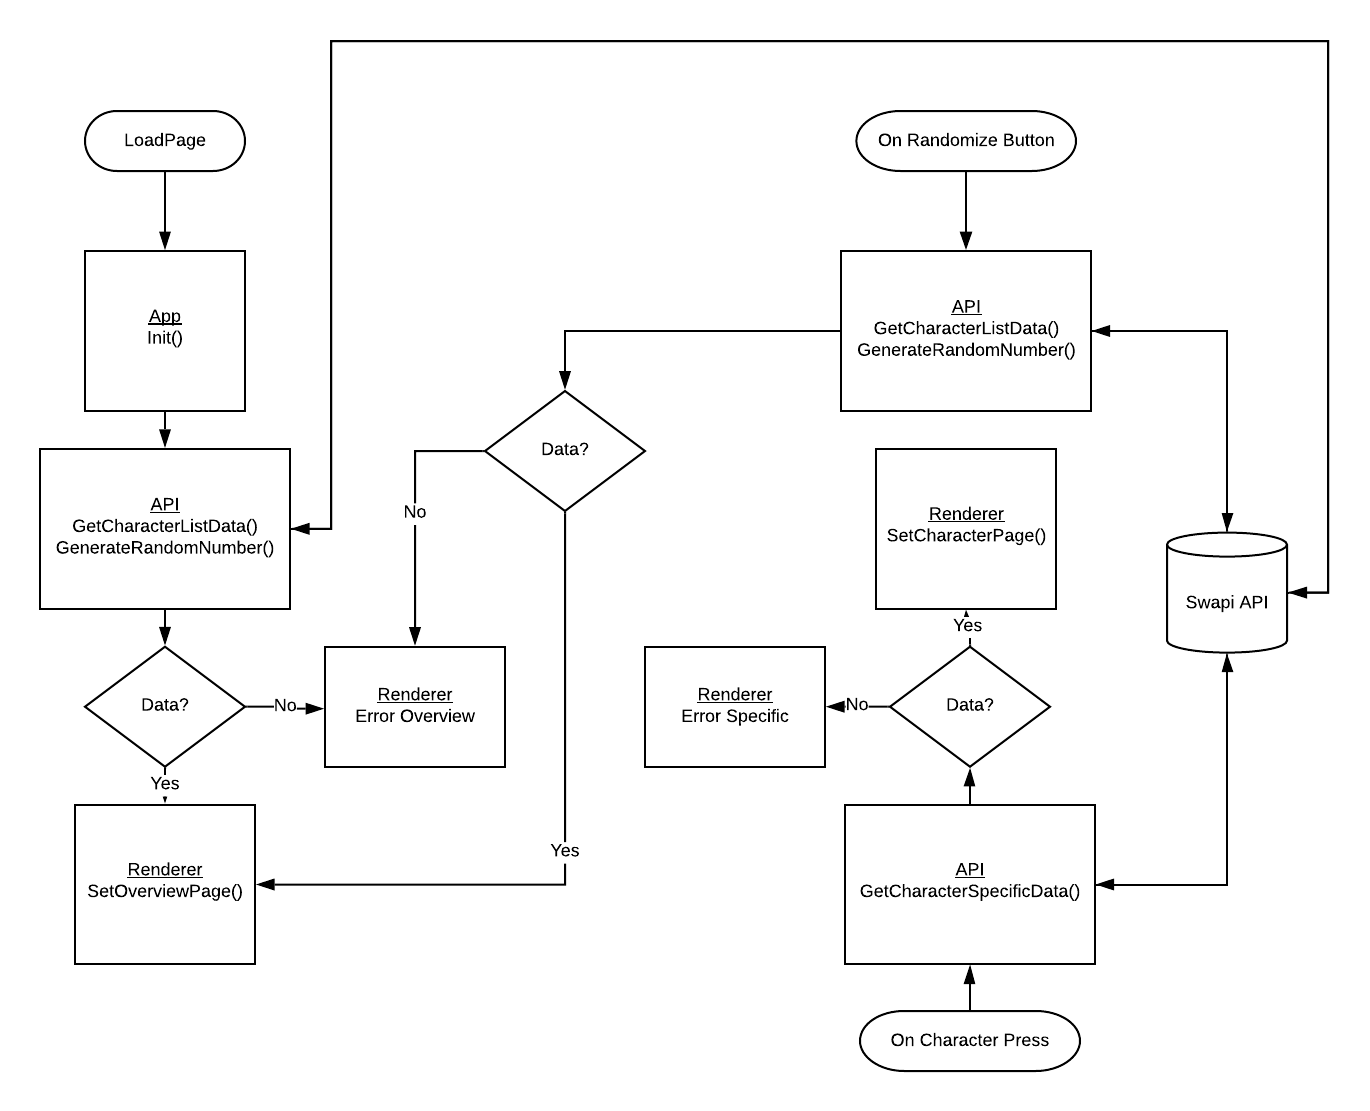 LoadPage
On Randomize Button
App
Init()
API
GetCharacterListData()
GenerateRandomNumber()
Data?
No
API
GetCharacterListData()
GenerateRandomNumber()
Renderer
SetCharacterPage()
Swapi API
Yes
Data?
No
Renderer
Error Overview
Renderer
Error Specific
No
Data?
Yes
Renderer
SetOverviewPage()
Yes
API
GetCharacterSpecificData()
On Character Press